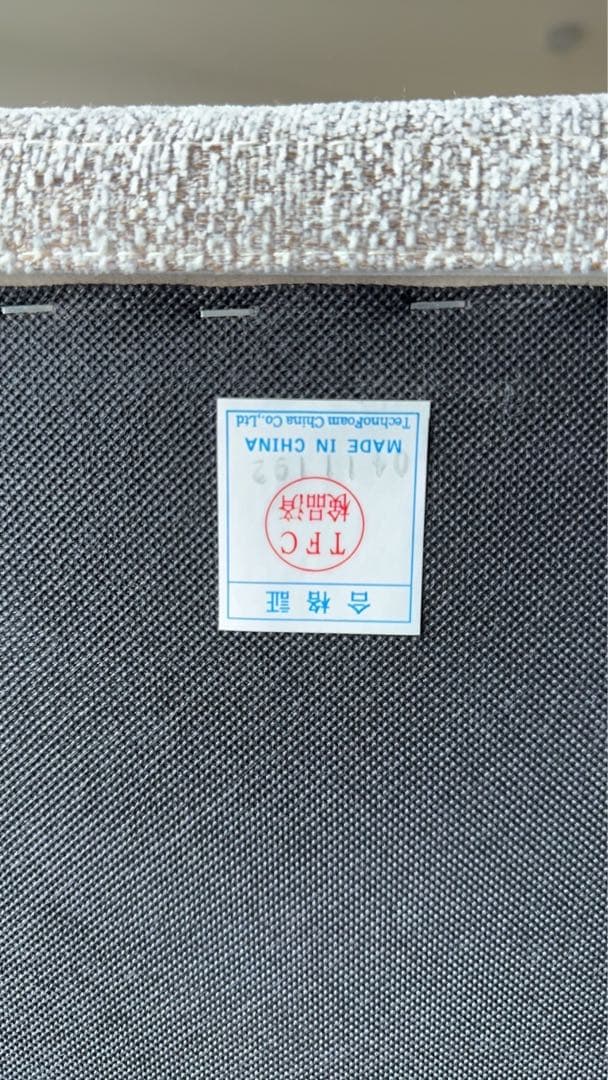 合格証
TFC
検品済
MADE IN CHINA
TechnoFoam China Co.,Ltd